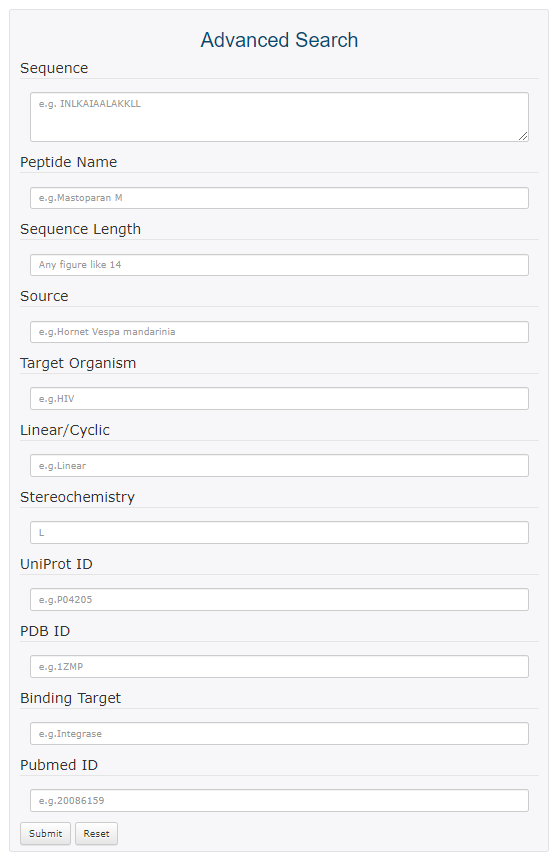 Advanced Search
Sequence
e.g. INLKAIAALAKKLL
Peptide Name
e.g.Mastoparan M
Sequence Length
Any figure like 14
Source
e.g.Hornet Vespa mandarinia
Target Organism
e.g.HIV
Linear/Cyclic
e.g.Linear
Stereochemistry
L
UniProt ID
e.g.P04205
PDB ID
e.g.1ZMP
Binding Target
e.g.Integrase
Pubmed ID
e.g.20086159
Submit Reset